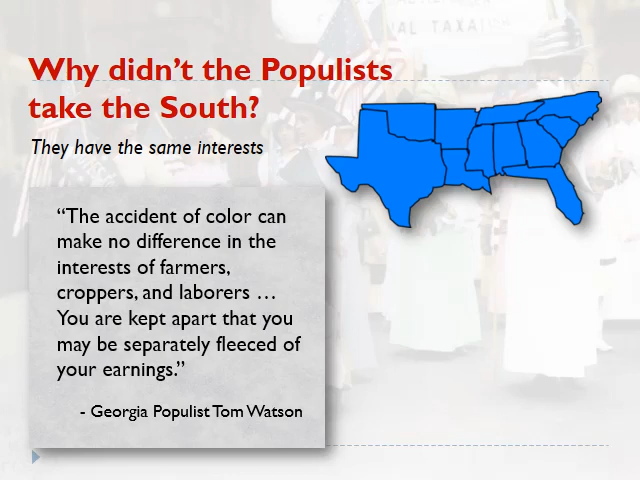 NAL TAXATION
Why didn’t the Populists
take the South?
They have the same interests
“The accident of color can
make no difference in the
interests of farmers,
croppers, and laborers …
You are kept apart that you
may be separately fleeced of
your earnings.”
- Georgia Populist Tom Watson